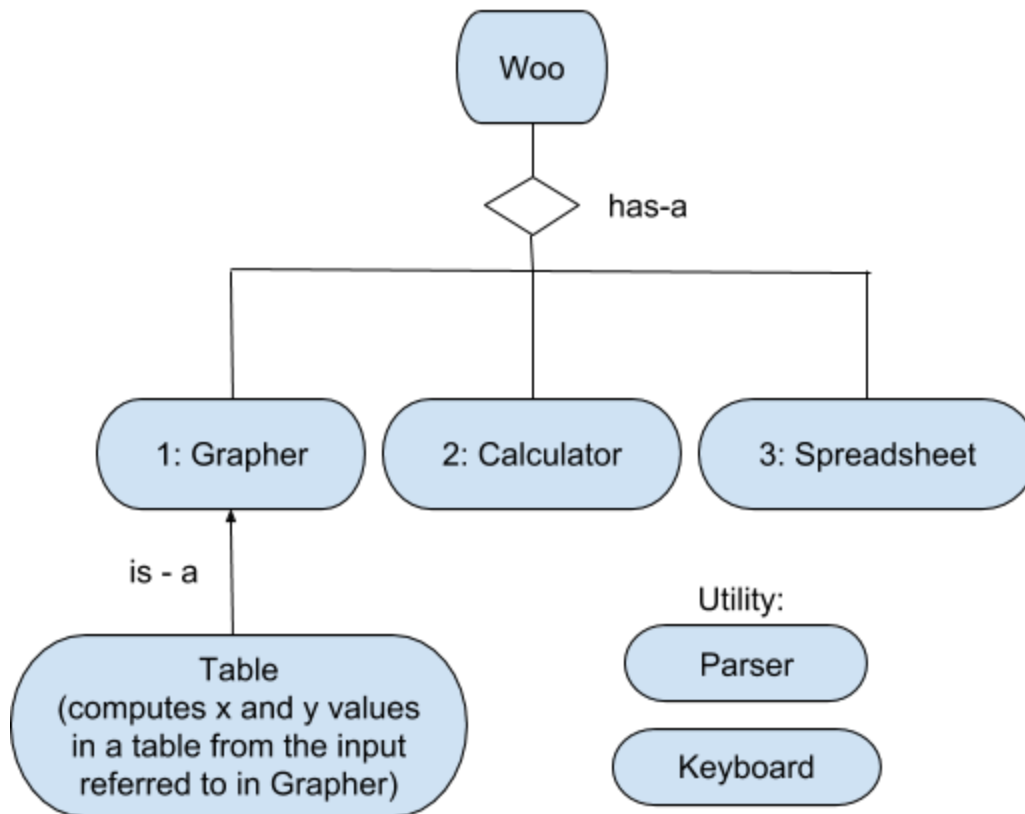 Woo
has-a
1: Grapher
2: Calculator
3: Spreadsheet
is - a
Table
(computes x and y values
in a table from the input
referred to in Grapher)
Utility:
Parser
Keyboard